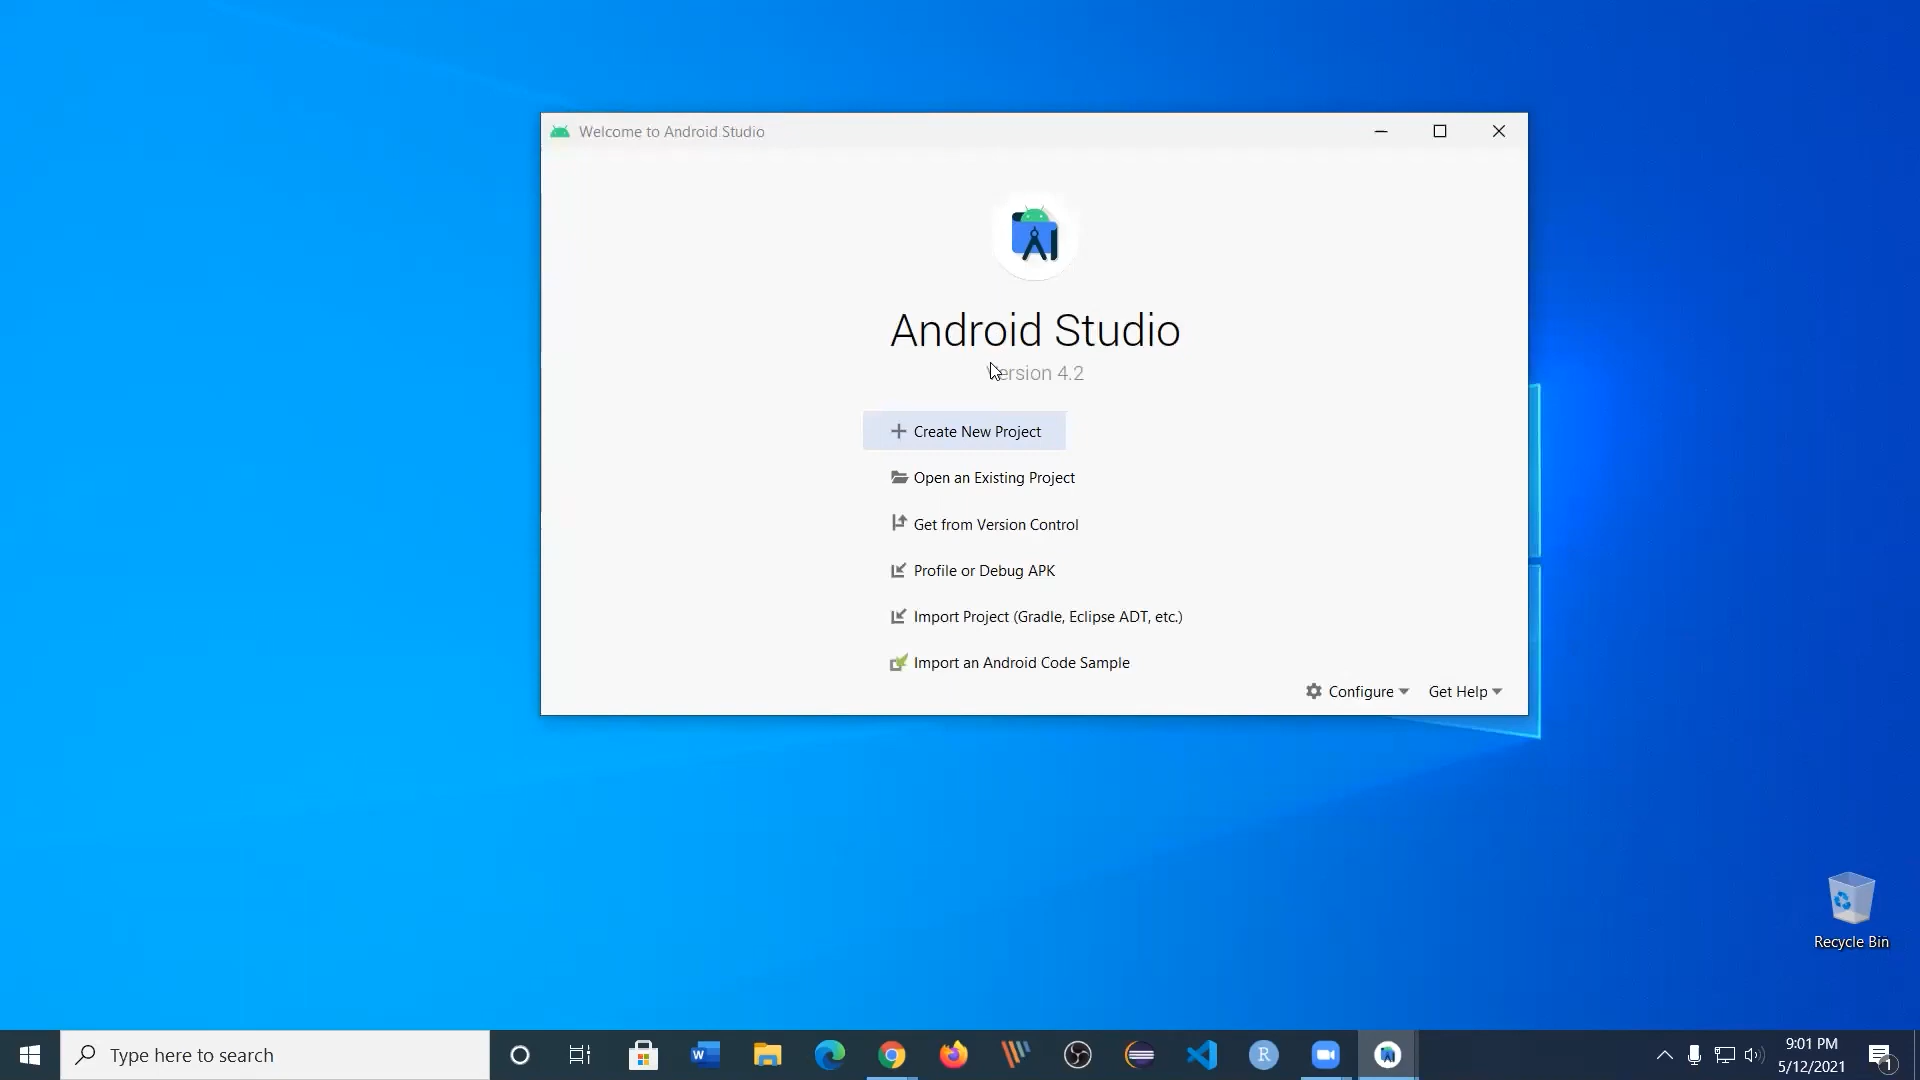 Welcome to Android Studio
Android Studio
ersion 4.2
Create New Project
Open an Existing Project
Get from Version Control
Profile or Debug APK
Import Project (Gradle, Eclipse ADT, etc.)
Import an Android Code Sample
Configure
Get Help
Recycle Bin
Type here to search
W
R
9:01 PM
5/12/2021
1